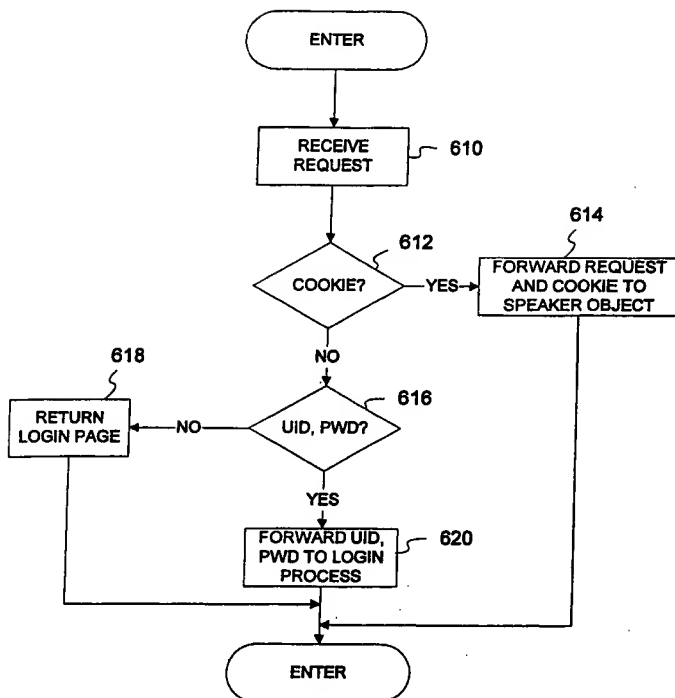 ENTER
RECEIVE
REQUEST
610
612
COOKIE?
YES
614
FORWARD REQUEST
AND COOKIE TO
SPEAKER OBJECT
NO
618
RETURN
LOGIN PAGE
NO
616
UID, PWD?
YES
FORWARD UID,
PWD TO LOGIN
PROCESS
620
ENTER